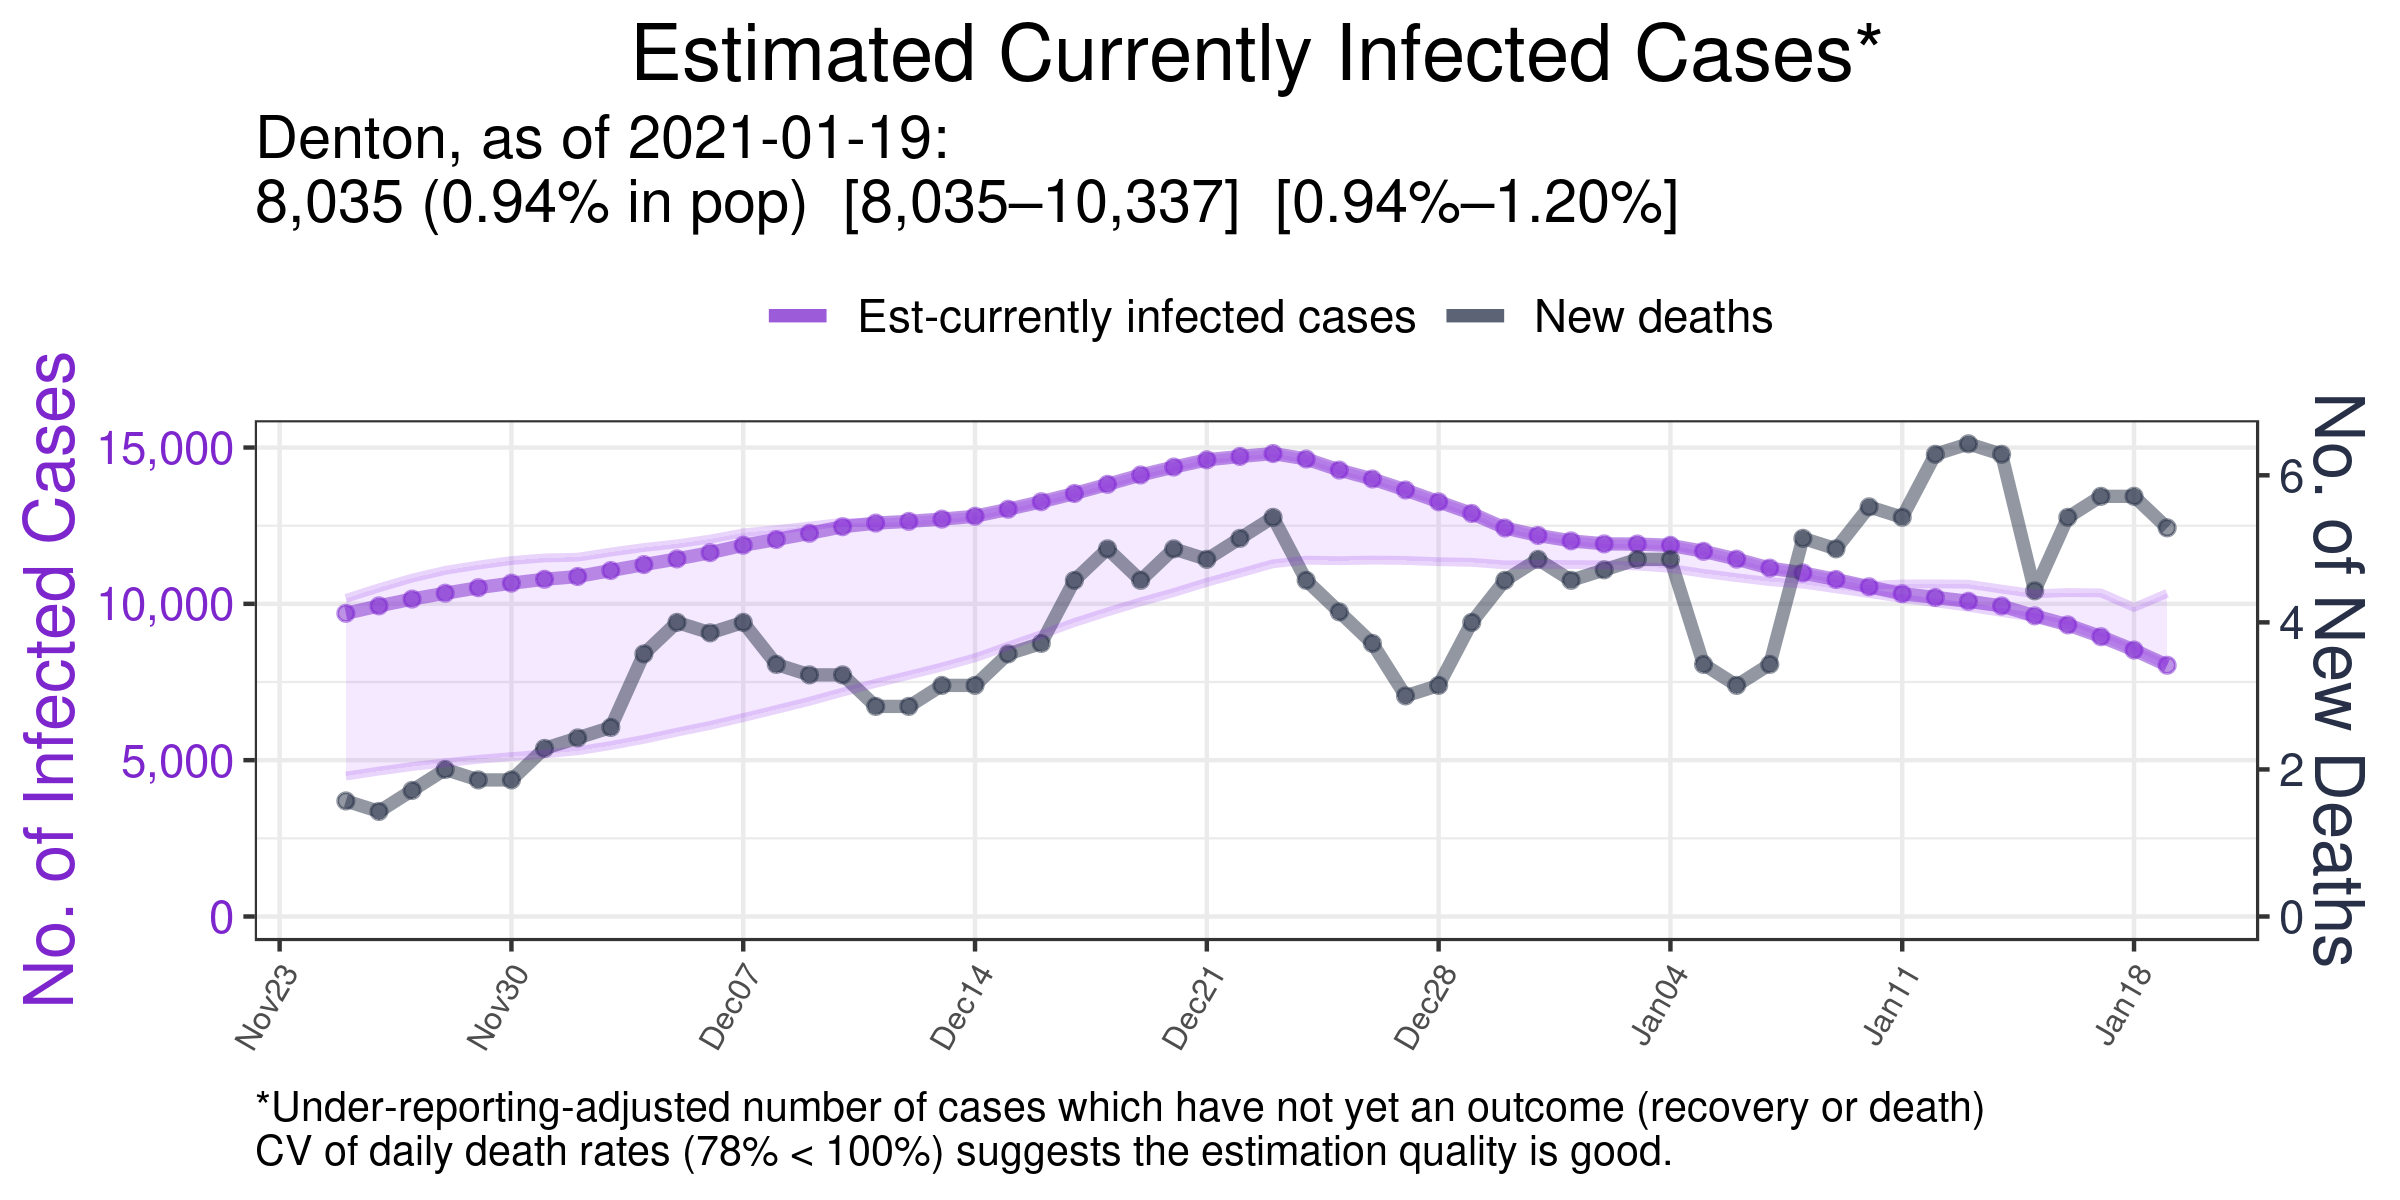 Estimated Currently Infected Cases*
Denton, as of 2021-01-19:
8,035 (0.94% in pop) [8,035–10,337] [0.94%–1.20%]
Est-currently infected cases New deaths
No. of Infected Cases
15,000
10,000
5,000
0
No. of New Deaths
6
4
2
0
Nov23 Nov30 Dec07 Dec14 Dec21 Dec28 Jan04 Jan11 Jan18
*Under-reporting-adjusted number of cases which have not yet an outcome (recovery or death)
CV of daily death rates (78% < 100%) suggests the estimation quality is good.